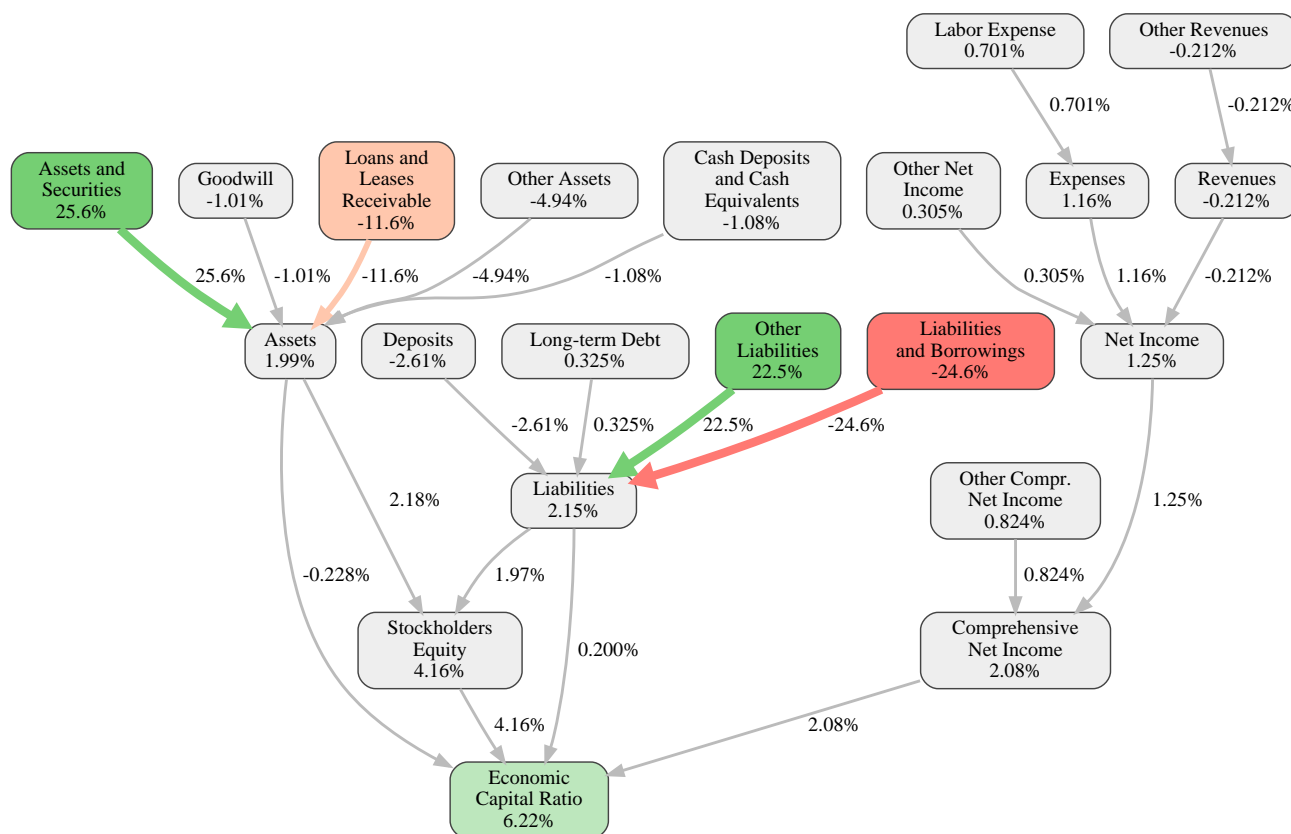 Labor Expense
0.701%
Other Revenues
-0.212%
0.701%
-0.212%
Assets and
Securities
25.6%
Goodwill
-1.01%
Loans and
Leases
Receivable
-11.6%
Other Assets
-4.94%
Cash Deposits
and Cash
Equivalents
-1.08%
Other Net
Income
0.305%
Expenses
1.16%
Revenues
-0.212%
25.6%
-1.01%
-11.6%
-4.94%
-1.08%
0.305%
1.16%
-0.212%
Assets
1.99%
Deposits
-2.61%
Long-term Debt
0.325%
Other
Liabilities
22.5%
Liabilities
and Borrowings
-24.6%
Net Income
1.25%
-2.61%
0.325%
22.5%
-24.6%
2.18%
Liabilities
2.15%
Other Compr.
Net Income
0.824%
1.25%
-0.228%
1.97%
0.824%
Stockholders
Equity
4.16%
0.200%
Comprehensive
Net Income
2.08%
4.16%
2.08%
Economic
Capital Ratio
6.22%